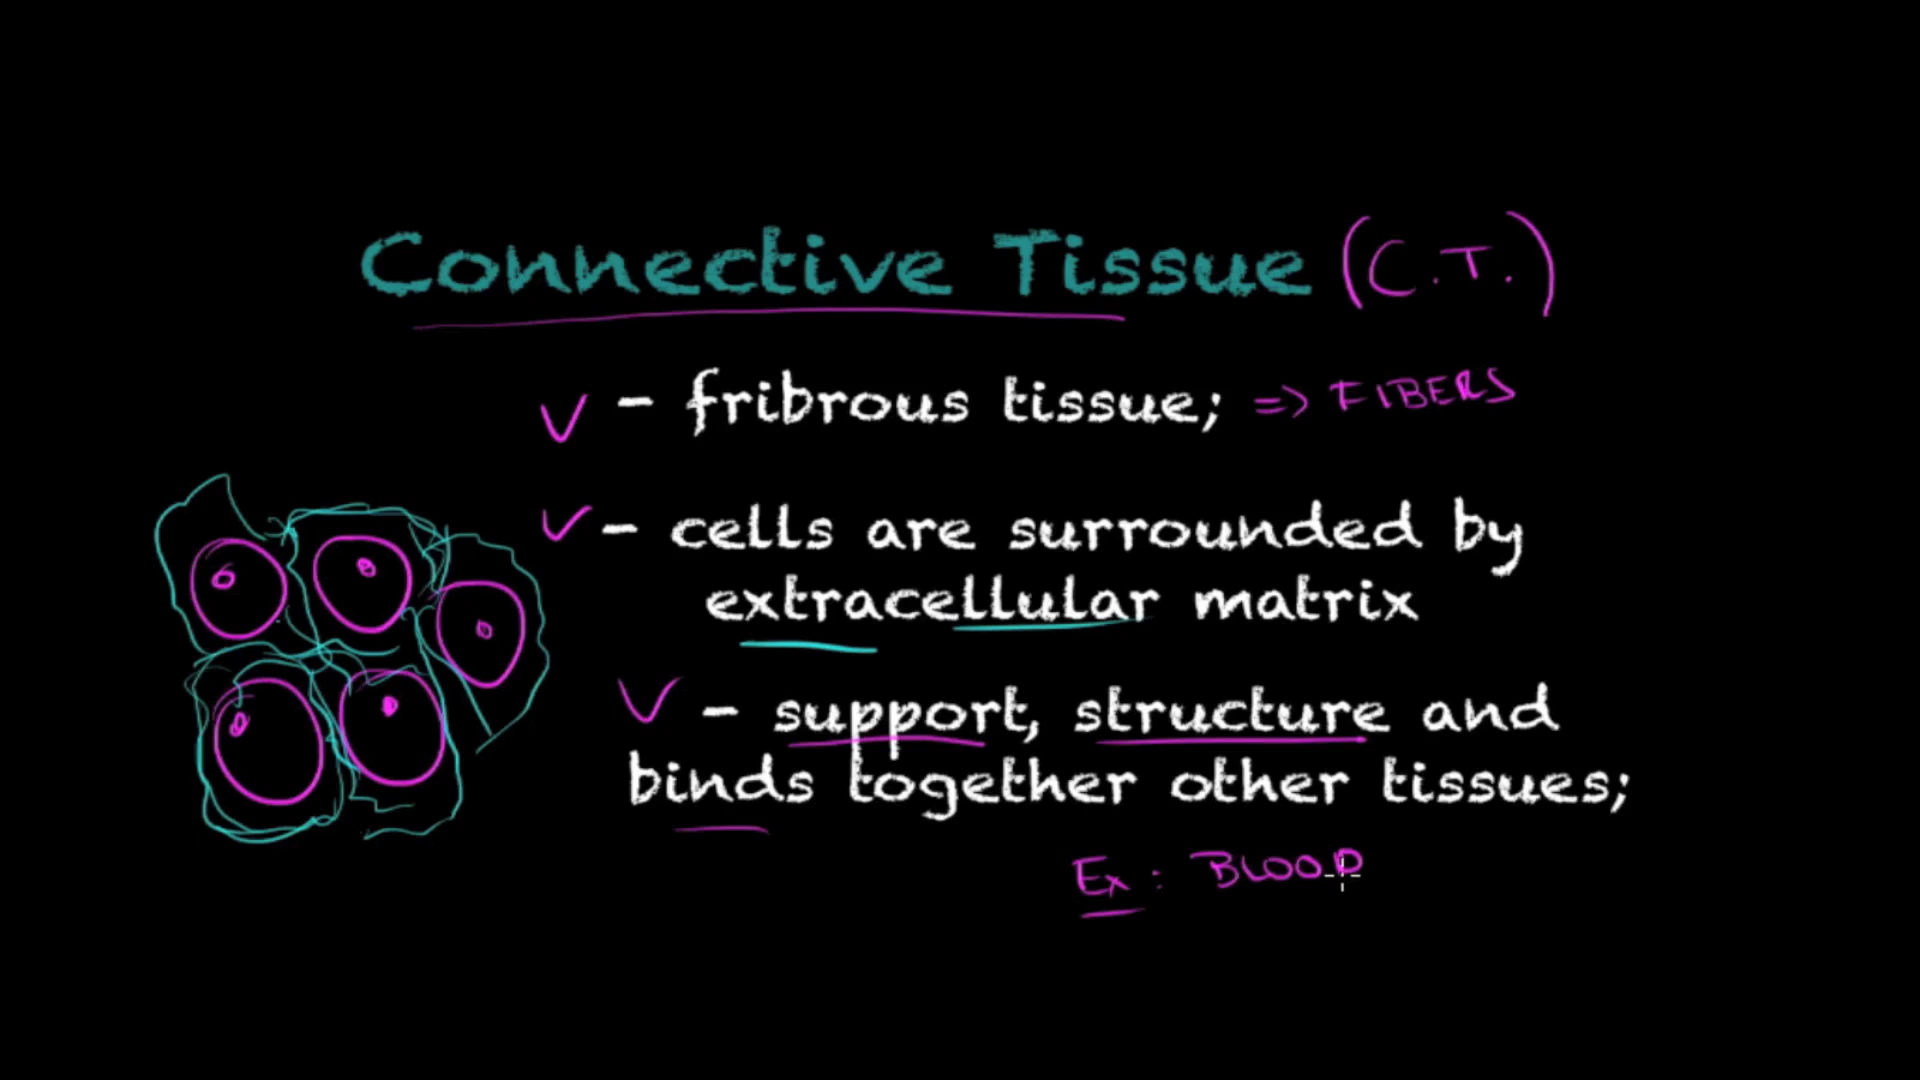 Connective Tissue (C.T.)
- fribrous tissue; => FIBERS
- cells are surrounded by
extracellular matrix
- support, structure and
binds together other tissues;
Ex: BLOOD